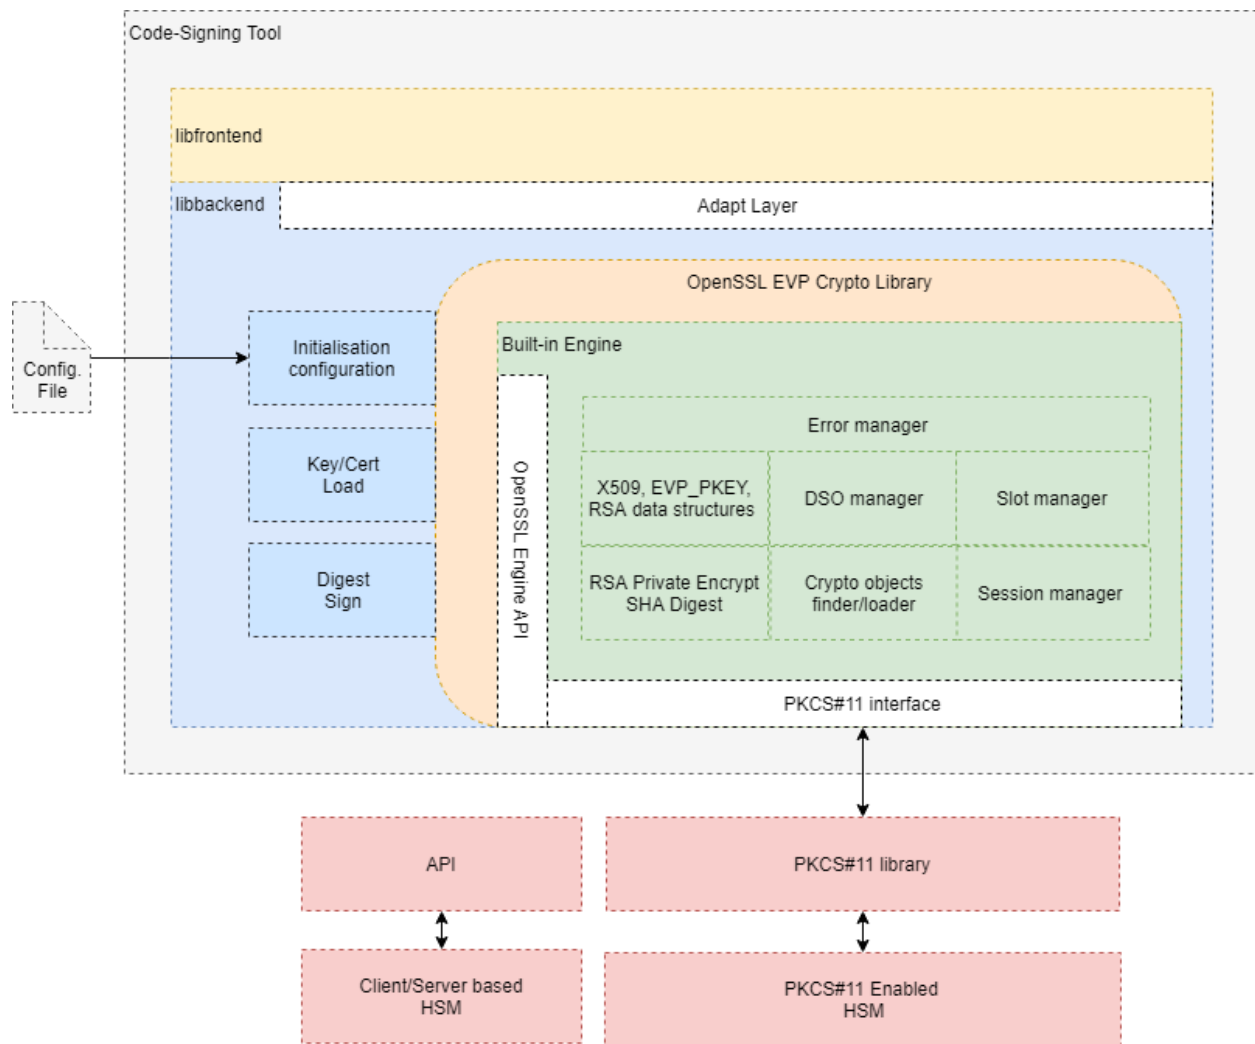 Code-Signing Tool
libfrontend
libbackend
Adapt Layer
OpenSSL EVP Crypto Library
Config.
File
Initialisation
configuration
Built-in Engine
Key/Cert
Load
Digest
Sign
OpenSSL Engine API
Error manager
X509, EVP_PKEY,
RSA data structures
DSO manager
Slot manager
RSA Private Encrypt
SHA Digest
Crypto objects
finder/loader
Session manager
PKCS#11 interface
API
PKCS#11 library
Client/Server based
HSM
PKCS#11 Enabled
HSM